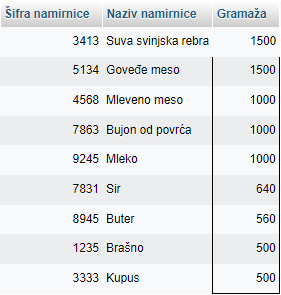 Šifra namirnice Naziv namirnice Gramaža
3413 Suva svinjska rebra 1500
5134 Goveđe meso 1500
4568 Mleveno meso 1000
7863 Bujon od povrća 1000
9245 Mleko 1000
7831 Sir 640
8945 Buter 560
1235 Brašno 500
3333 Kupus 500